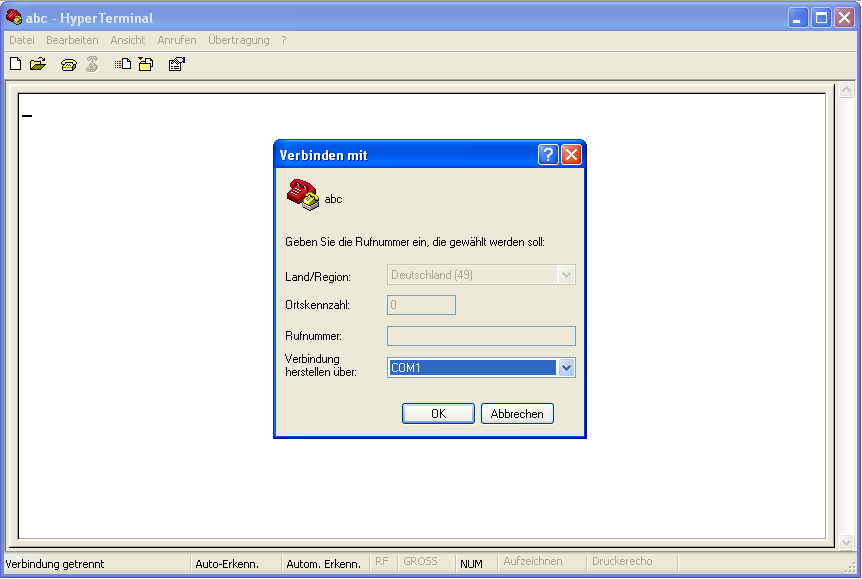 abc - HyperTerminal
Datei Bearbeiten Ansicht Anrufen Übertragung ?
Verbinden mit
abc
Geben Sie die Rufnummer ein, die gewählt werden soll:
Land/Region: Deutschland (49)
Ortskennzahl: 0
Rufnummer:
Verbindung
herstellen über: COM1
OK Abbrechen
Verbindung getrennt Auto-Erkenn. Autom. Erkenn. RF GROSS NUM Aufzeichnen Druckerecho